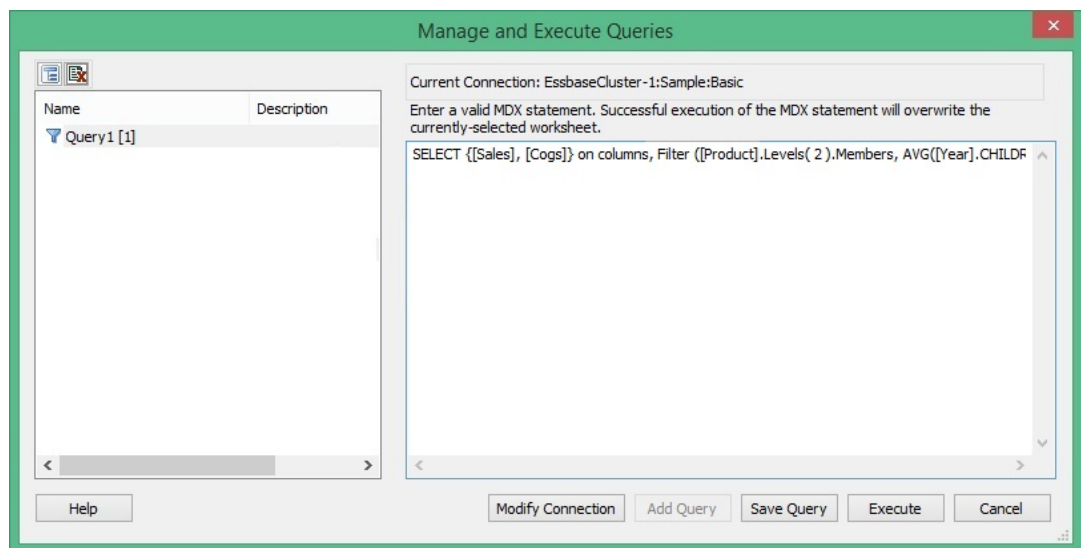 Manage and Execute Queries
Name
Description
Query1 [1]
Current Connection: EssbaseCluster-1:Sample:Basic
Enter a valid MDX statement. Successful execution of the MDX statement will overwrite the
currently-selected worksheet.
SELECT {[Sales], [Cogs]} on columns, Filter ([Product].Levels( 2 ).Members, AVG([Year].CHILDR
Help
Modify Connection
Add Query
Save Query
Execute
Cancel